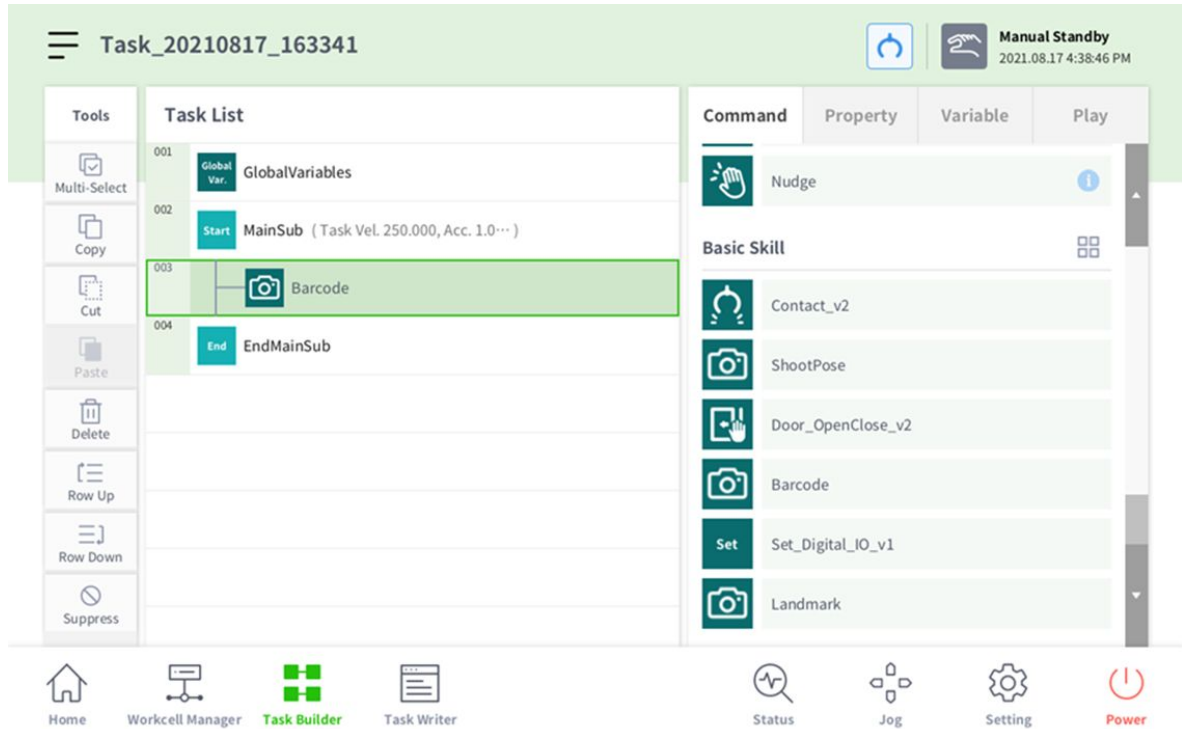 Task_20210817_163341
Manual Standby
2021.08.17 4:38:46 PM
Tools
Multi-Select
Copy
Cut
Paste
Delete
Row Up
Row Down
Suppress
Task List
001
Global Var.
GlobalVariables
002
Start
MainSub ( Task Vel. 250.000, Acc. 1.0··· )
003
Barcode
004
End
EndMainSub
Command
Property
Variable
Play
Nudge
Basic Skill
Contact_v2
ShootPose
Door_OpenClose_v2
Barcode
Set
Set_Digital_IO_v1
Landmark
Home
Workcell Manager
Task Builder
Task Writer
Status
Jog
Setting
Power